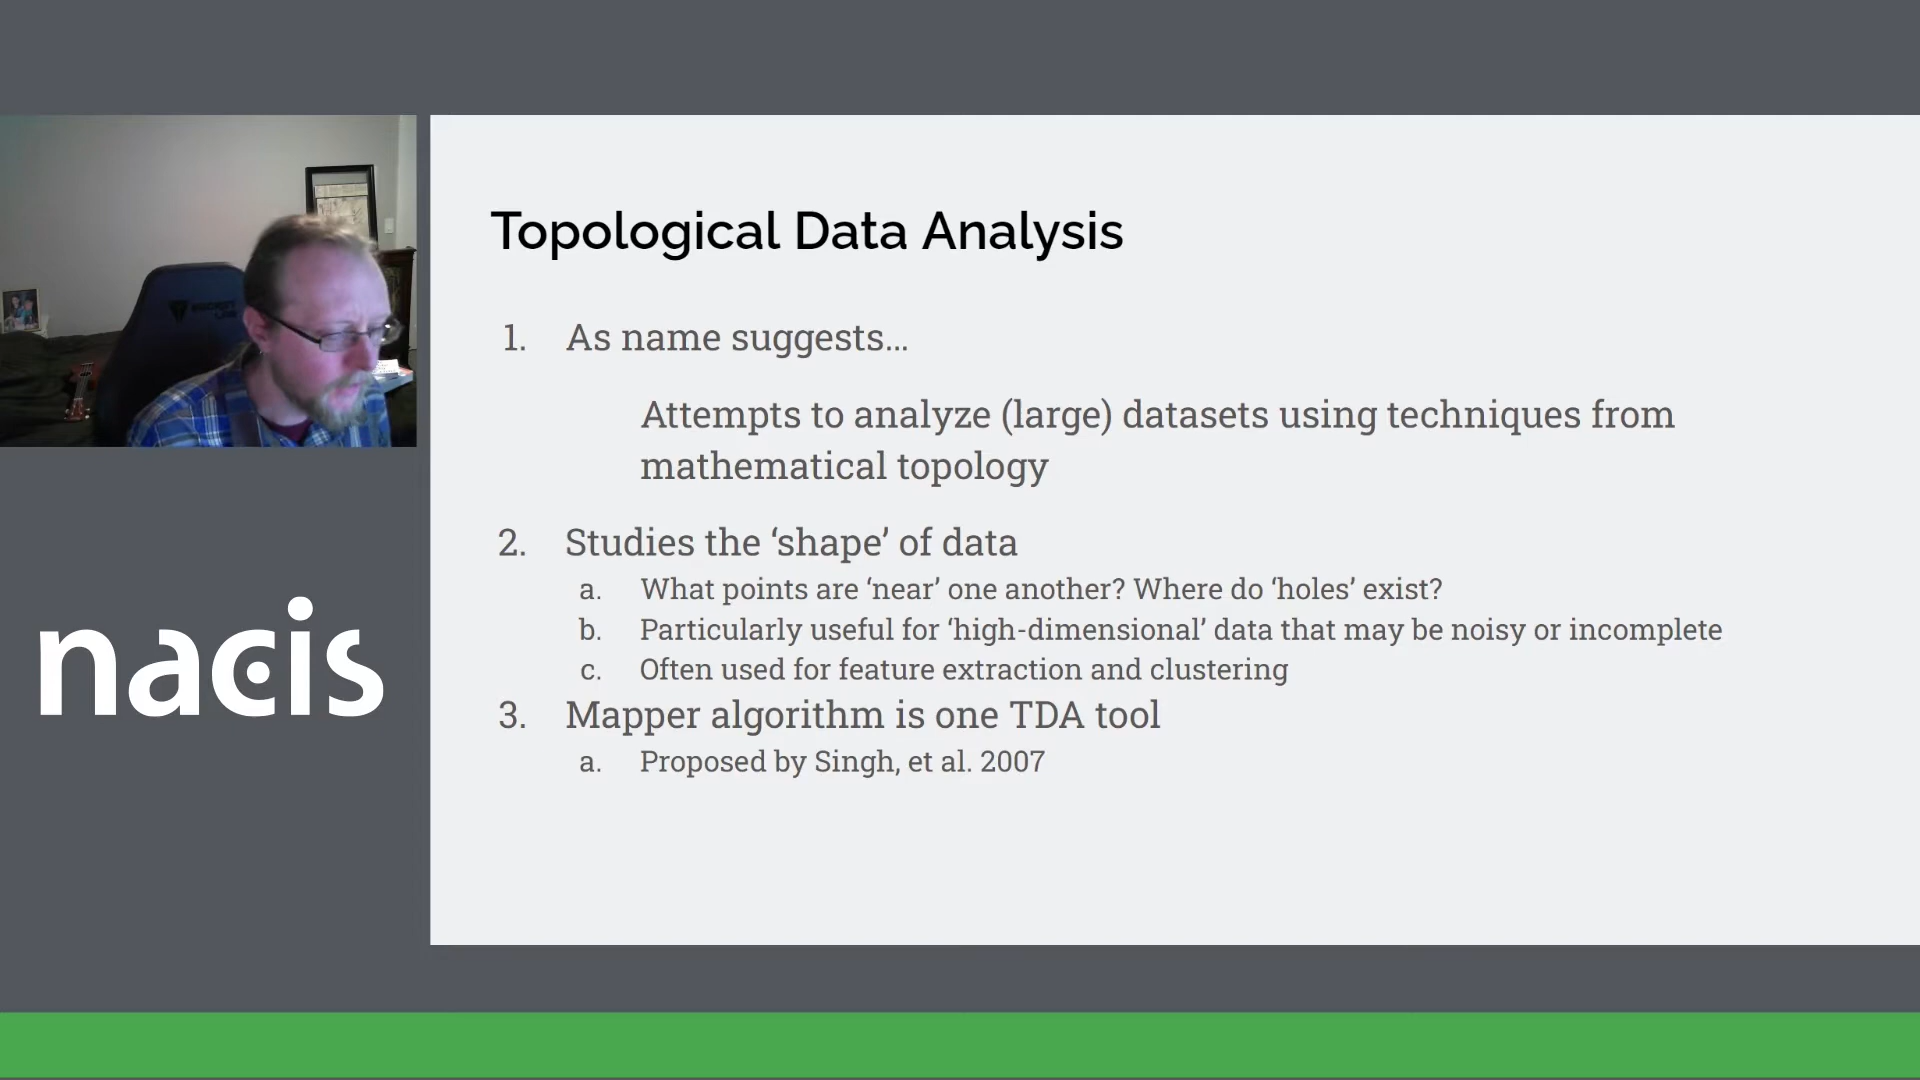 Topological Data Analysis
1. As name suggests...
Attempts to analyze (large) datasets using techniques from
mathematical topology
2. Studies the ‘shape’ of data
a. What points are ‘near’ one another? Where do ‘holes’ exist?
b. Particularly useful for ‘high-dimensional’ data that may be noisy or incomplete
c. Often used for feature extraction and clustering
3. Mapper algorithm is one TDA tool
a. Proposed by Singh, et al. 2007
nacis